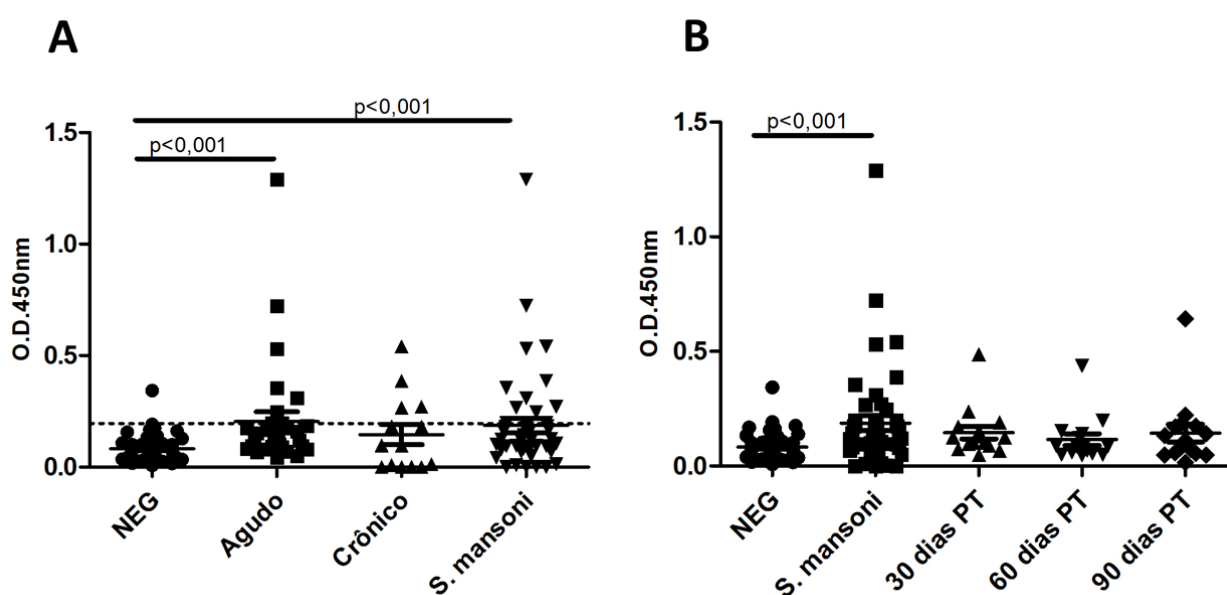 A
p<0,001
p<0,001
1.5
1.0
0.5
0.0
O.D.450nm
NEG
Agudo
Crônico
S. mansoni
B
p<0,001
1.5
1.0
0.5
0.0
O.D.450nm
NEG
S. mansoni
30 dias PT
60 dias PT
90 dias PT